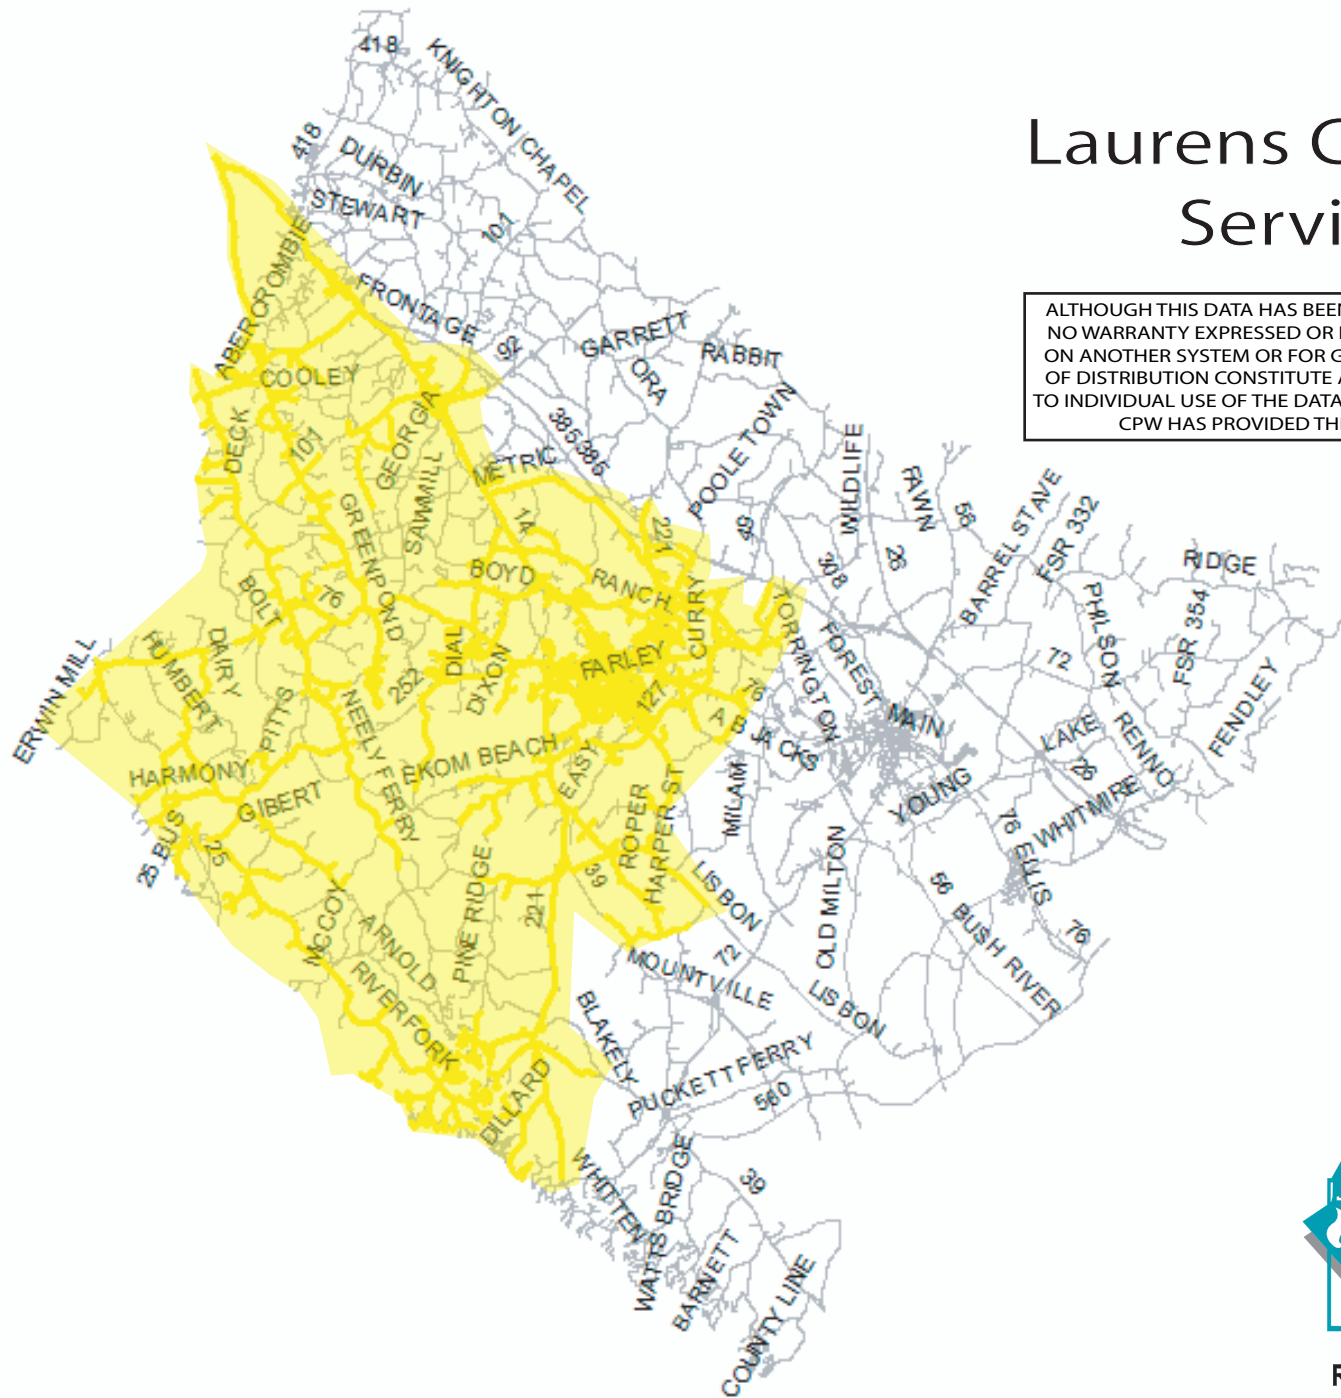 Laurens C
Servi
ALTHOUGH THIS DATA HAS BEEN
NO WARRANTY EXPRESSED OR
ON ANOTHER SYSTEM OR FOR G
OF DISTRIBUTION CONSTITUTE A
TO INDIVIDUAL USE OF THE DATA
CPW HAS PROVIDED TH
418
KNIGHTON CHAPEL
418
DURBIN
STEWART
101
ABERCROMBIE
FRONTAGE
92
GARRETT
RABBIT
ORA
COOLEY
DECK
101
GEORGIA
SAWMILL
METRIC
385
385
POOLE TOWN
WILDLIFE
FAWN
56
BARREL STAVE
FSR 332
RIDGE
GREENPOND
14
221
49
308
26
BOYD
RANCH
CURRY
TORRINGTON
FOREST
PHILSON
FSR 354
BOLT
76
DIAL
DIXON
FARLEY
127
76
A B JACKS
MAIN
72
LAKE
26
RENNO
FENDLEY
ERWIN MILL
HUMBERT
DAIRY
PITTS
252
NEELY FERRY
EKOM BEACH
EASY
MILAM
YOUNG
WHITMIRE
HARMONY
GIBERT
25 BUS
25
ROPER
HARPER ST
39
LISBON
OLD MILTON
76
ELLIS
56
BUSH RIVER
76
MCCOY
ARNOLD
PINE RIDGE
221
RIVERFORK
MOUNTVILLE
72
LISBON
BLAKELY
PUCKETT FERRY
560
DILLARD
WHITTEN
WATTS BRIDGE
39
BARNETT
COUNTY LINE